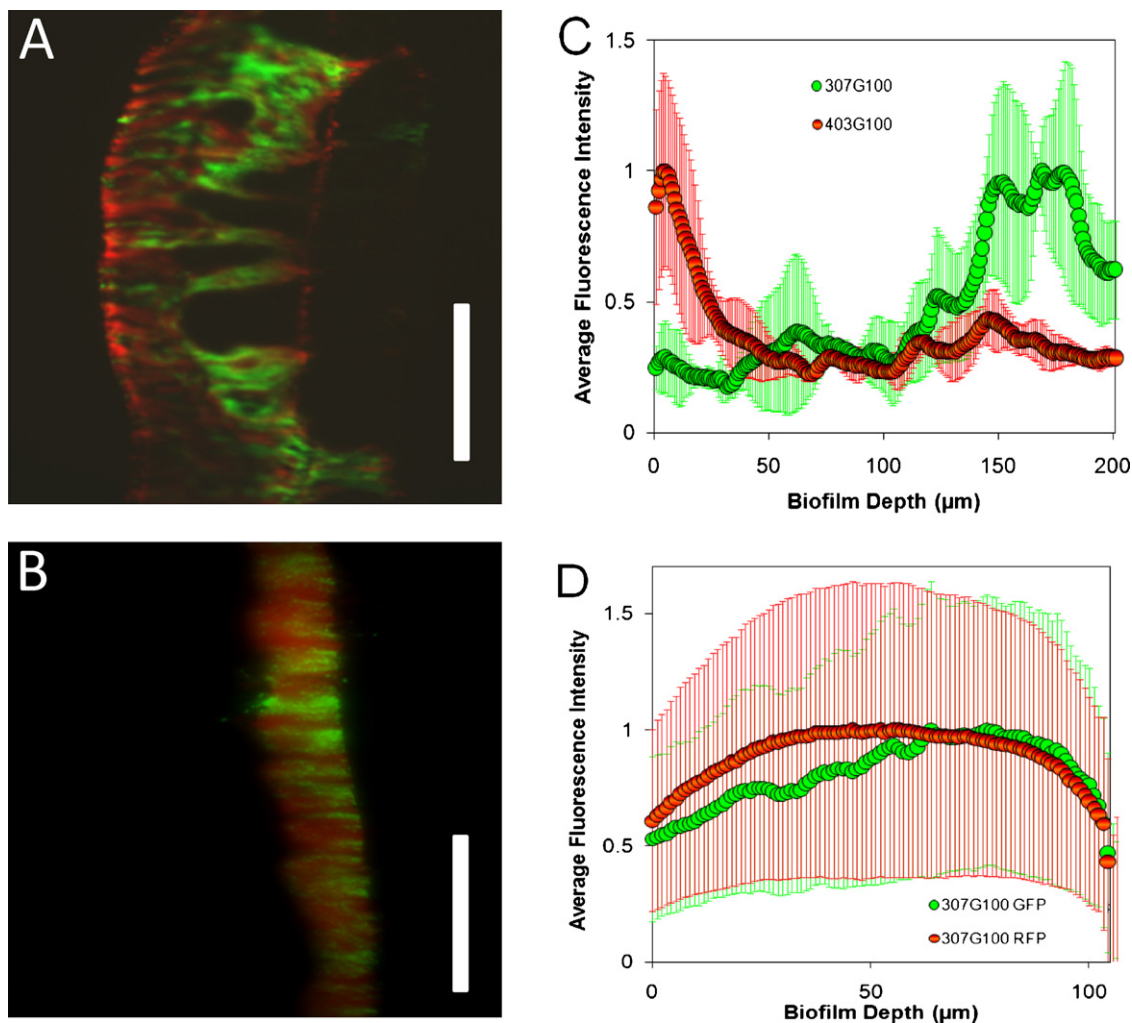 A
B
C
Average Fluorescence Intensity
1.5
1
0.5
0
307G100
403G100
0 50 100 150 200
Biofilm Depth (µm)
D
Average Fluorescence Intensity
1.5
1
0.5
0
307G100 GFP
307G100 RFP
0 50 100
Biofilm Depth (µm)